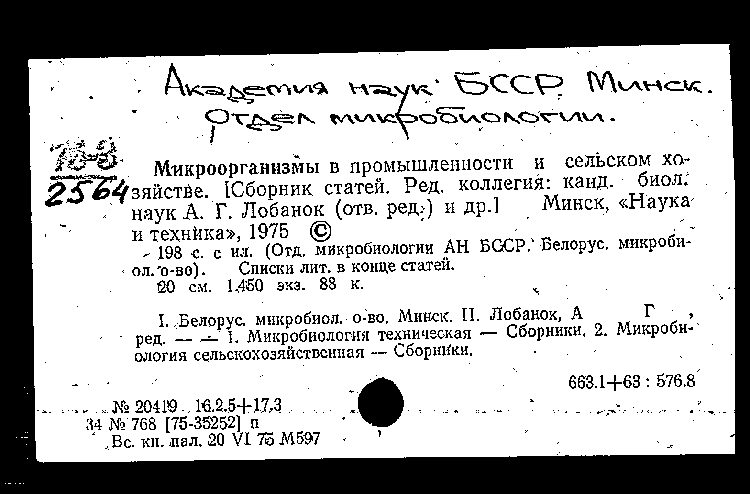 Академия наук БССР. Минск.
Отдел микробиологии.
75-3
2564
Микроорганизмы в промышленности и сельском хо-
зяйстве. [Сборник статей. Ред. коллегия: канд. биол.
наук А. Г. Лобанок (отв. ред.) и др.] Минск, «Наука
и техника», 1975 ©
198 с. с ил. (Отд. микробиологии АН БССР. Белорус. микроби-
ол. о-во). Списки лит. в конце статей.
20 см. 1.450 экз. 88 к.
I. Белорус. микробиол. о-во. Минск. II. Лобанок, А Г ,
ред. — — 1. Микробиология техническая — Сборники. 2. Микроби-
ология сельскохозяйственная — Сборники.
663.1+63 : 576.8
№ 20419 16.2.5+17.3
34 № 768 [75-35252] п
Вс. кн. пал. 20 VI 75 М597